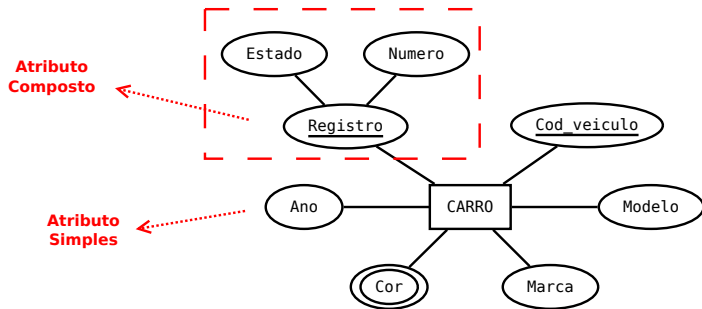 Estado
Numero
Atributo
Composto
Registro
Cod_veiculo
Ano
CARRO
Modelo
Atributo
Simples
Cor
Marca